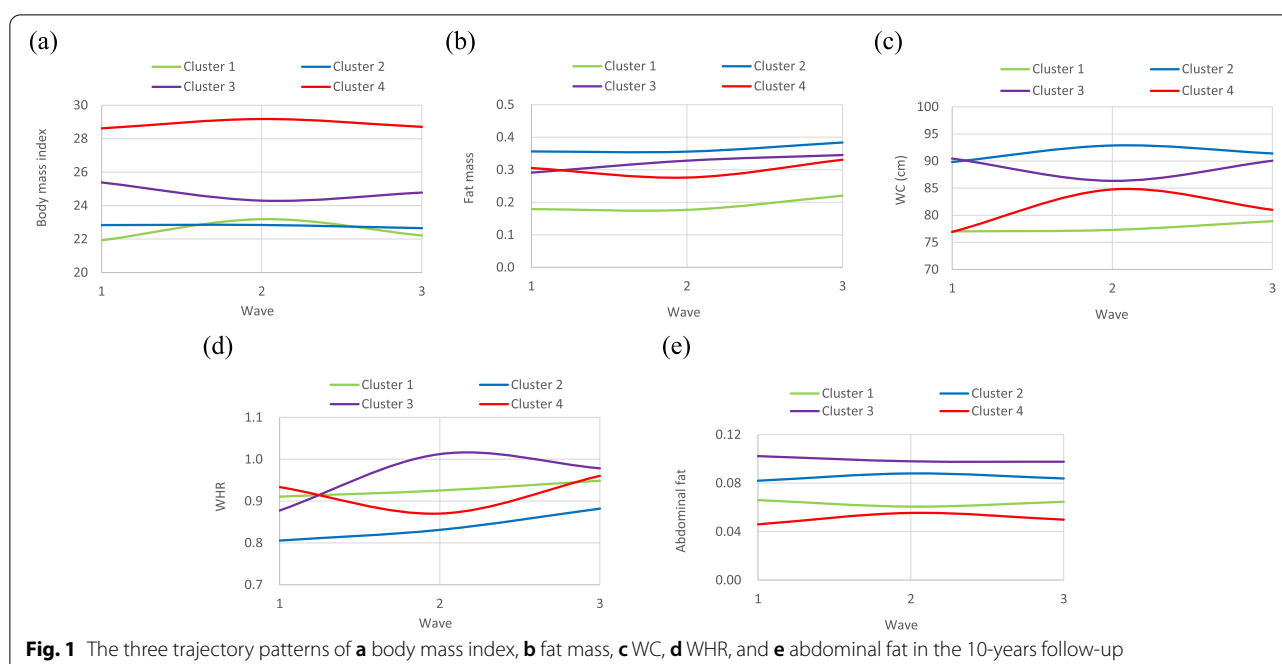 (a)
Cluster 1 Cluster 2
Cluster 3 Cluster 4
30
28
26
24
22
20
Body mass index
1 2 3
Wave
(b)
Cluster 1 Cluster 2
Cluster 3 Cluster 4
0.5
0.4
0.3
0.2
0.1
0.0
Fat mass
1 2 3
Wave
(c)
Cluster 1 Cluster 2
Cluster 3 Cluster 4
100
95
90
85
80
75
70
WC (cm)
1 2 3
Wave
(d)
Cluster 1 Cluster 2
Cluster 3 Cluster 4
1.1
1.0
0.9
0.8
0.7
WHR
1 2 3
Wave
(e)
Cluster 1 Cluster 2
Cluster 3 Cluster 4
0.12
0.08
0.04
0.00
Abdominal fat
1 2 3
Wave
Fig. 1 The three trajectory patterns of a body mass index, b fat mass, c WC, d WHR, and e abdominal fat in the 10-years follow-up